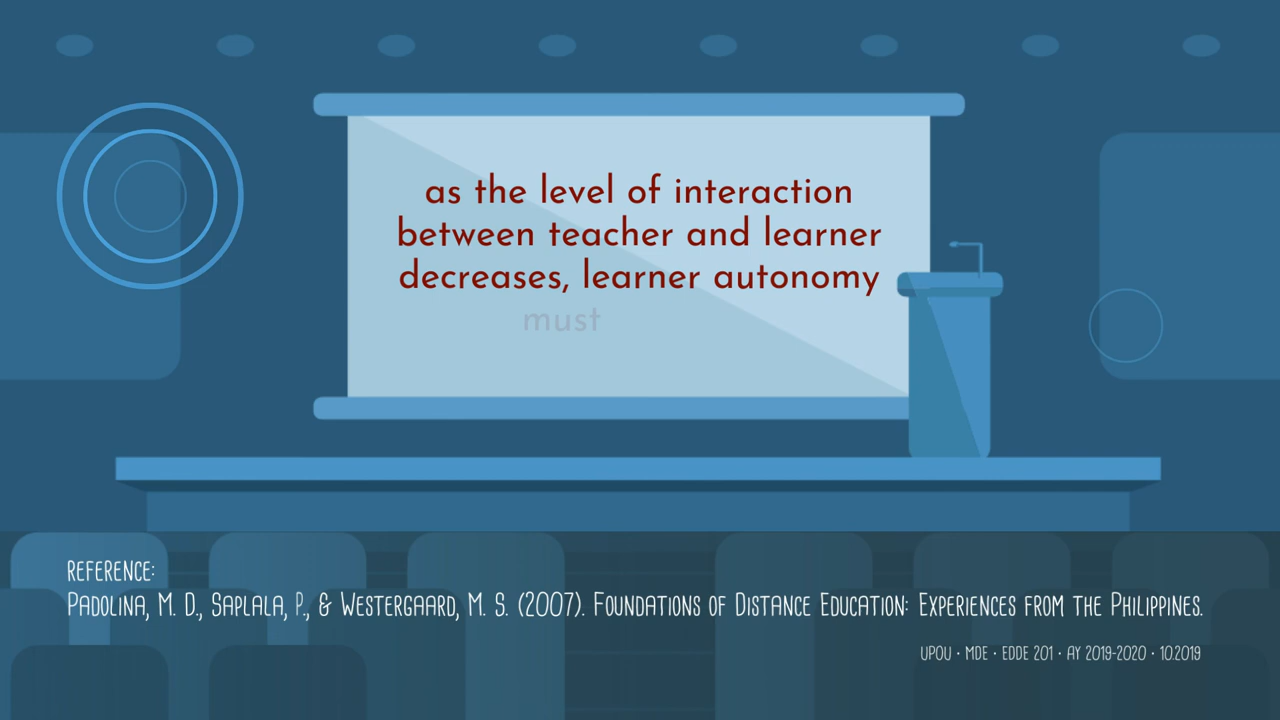 as the level of interaction
between teacher and learner
decreases, learner autonomy
must
REFERENCE:
PADOLINA, M. D., SAPLALA, P., & WESTERGAARD, M. S. (2007). FOUNDATIONS OF DISTANCE EDUCATION: EXPERIENCES FROM THE PHILIPPINES.
UPOU • MDE • EDDE 201 • AY 2019-2020 • 10.2019